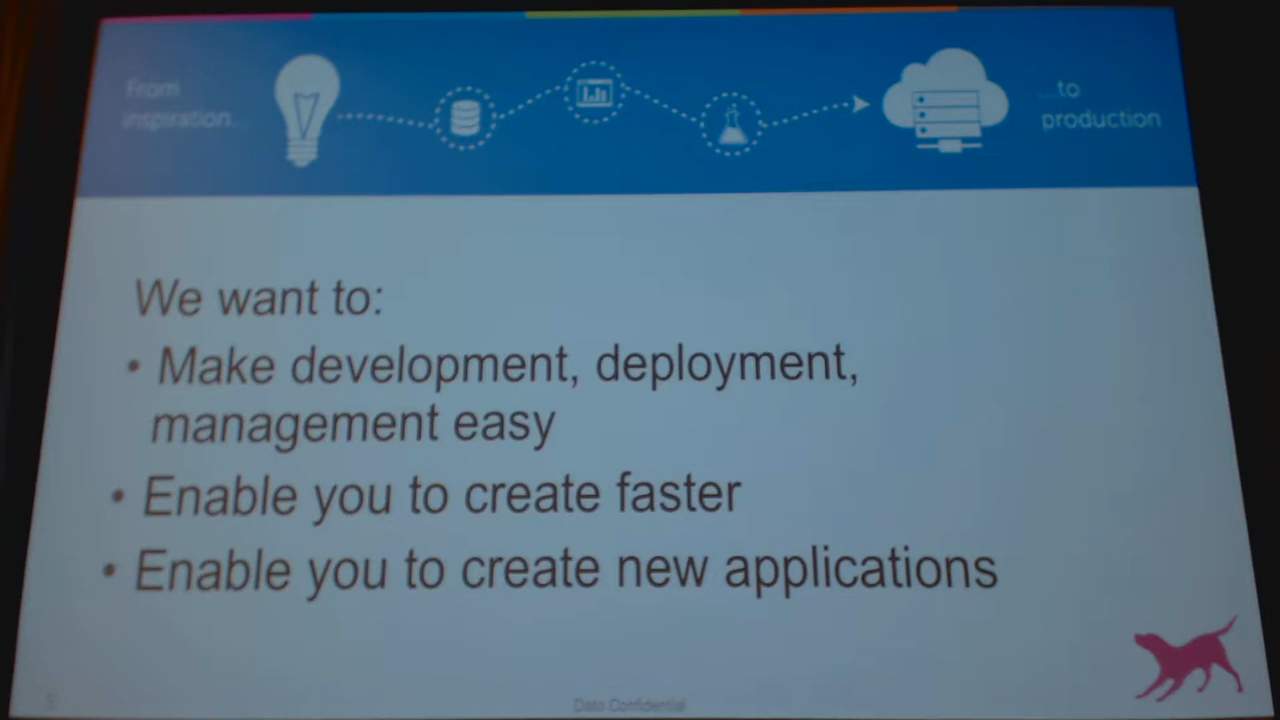 From
inspiration...
...to
production
We want to:
• Make development, deployment,
management easy
• Enable you to create faster
• Enable you to create new applications
Dato Confidential